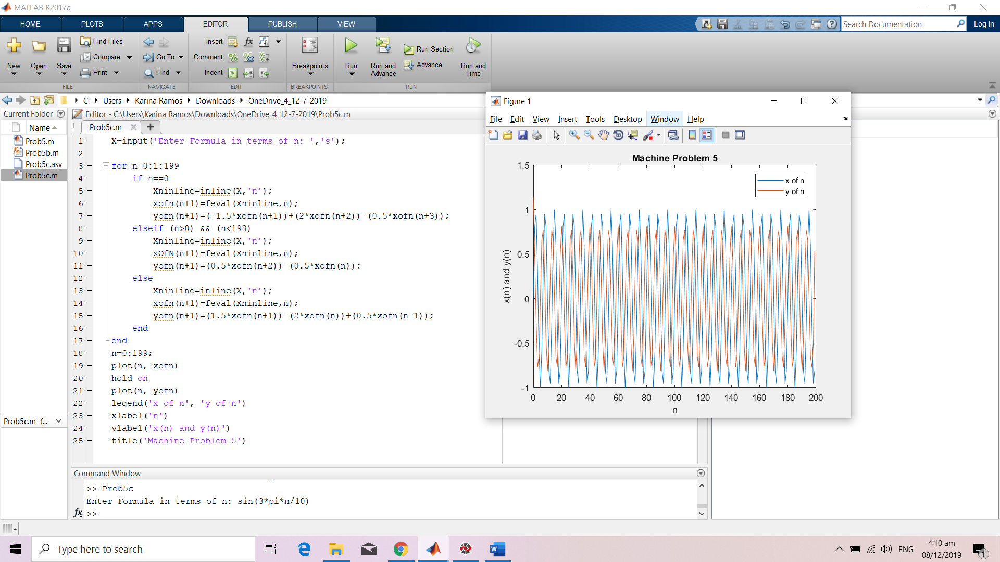 MATLAB R2017a
HOME PLOTS APPS EDITOR PUBLISH VIEW
Search Documentation Log In
New Open Save Find Files Compare Print
FILE
Go To Find
NAVIGATE
Insert fx
Comment
Indent
EDIT
Breakpoints
BREAKPOINTS
Run Run and Advance Run Section Advance Run and Time
RUN
C: Users Karina Ramos Downloads OneDrive_4_12-7-2019
Current Folder
Name
Prob5.m
Prob5b.m
Prob5c.asv
Prob5c.m
Prob5c.m (...
Editor - C:\Users\Karina Ramos\Downloads\OneDrive_4_12-7-2019\Prob5c.m
Prob5c.m
1 X=input('Enter Formula in terms of n: ','s');
2
3 for n=0:1:199
4 if n==0
5 Xninline=inline(X,'n');
6 xofn(n+1)=feval(Xninline,n);
7 yofn(n+1)=(-1.5*xofn(n+1))+(2*xofn(n+2))-(0.5*xofn(n+3));
8 elseif (n>0) && (n<198)
9 Xninline=inline(X,'n');
10 xOfN(n+1)=feval(Xninline,n);
11 yofn(n+1)=(0.5*xofn(n+2))-(0.5*xofn(n));
12 else
13 Xninline=inline(X,'n');
14 xofn(n+1)=feval(Xninline,n);
15 yofn(n+1)=(1.5*xofn(n+1))-(2*xofn(n))+(0.5*xofn(n-1));
16 end
17 end
18 n=0:199;
19 plot(n, xofn)
20 hold on
21 plot(n, yofn)
22 legend('x of n', 'y of n')
23 xlabel('n')
24 ylabel('x(n) and y(n)')
25 title('Machine Problem 5')
Figure 1
File Edit View Insert Tools Desktop Window Help
Machine Problem 5
x of n
y of n
1.5
1
0.5
0
-0.5
-1
x(n) and y(n)
0 20 40 60 80 100 120 140 160 180 200
n
Command Window
>> Prob5c
Enter Formula in terms of n: sin(3*pi*n/10)
fx >>
Type here to search
ENG
4:10 am
08/12/2019
1